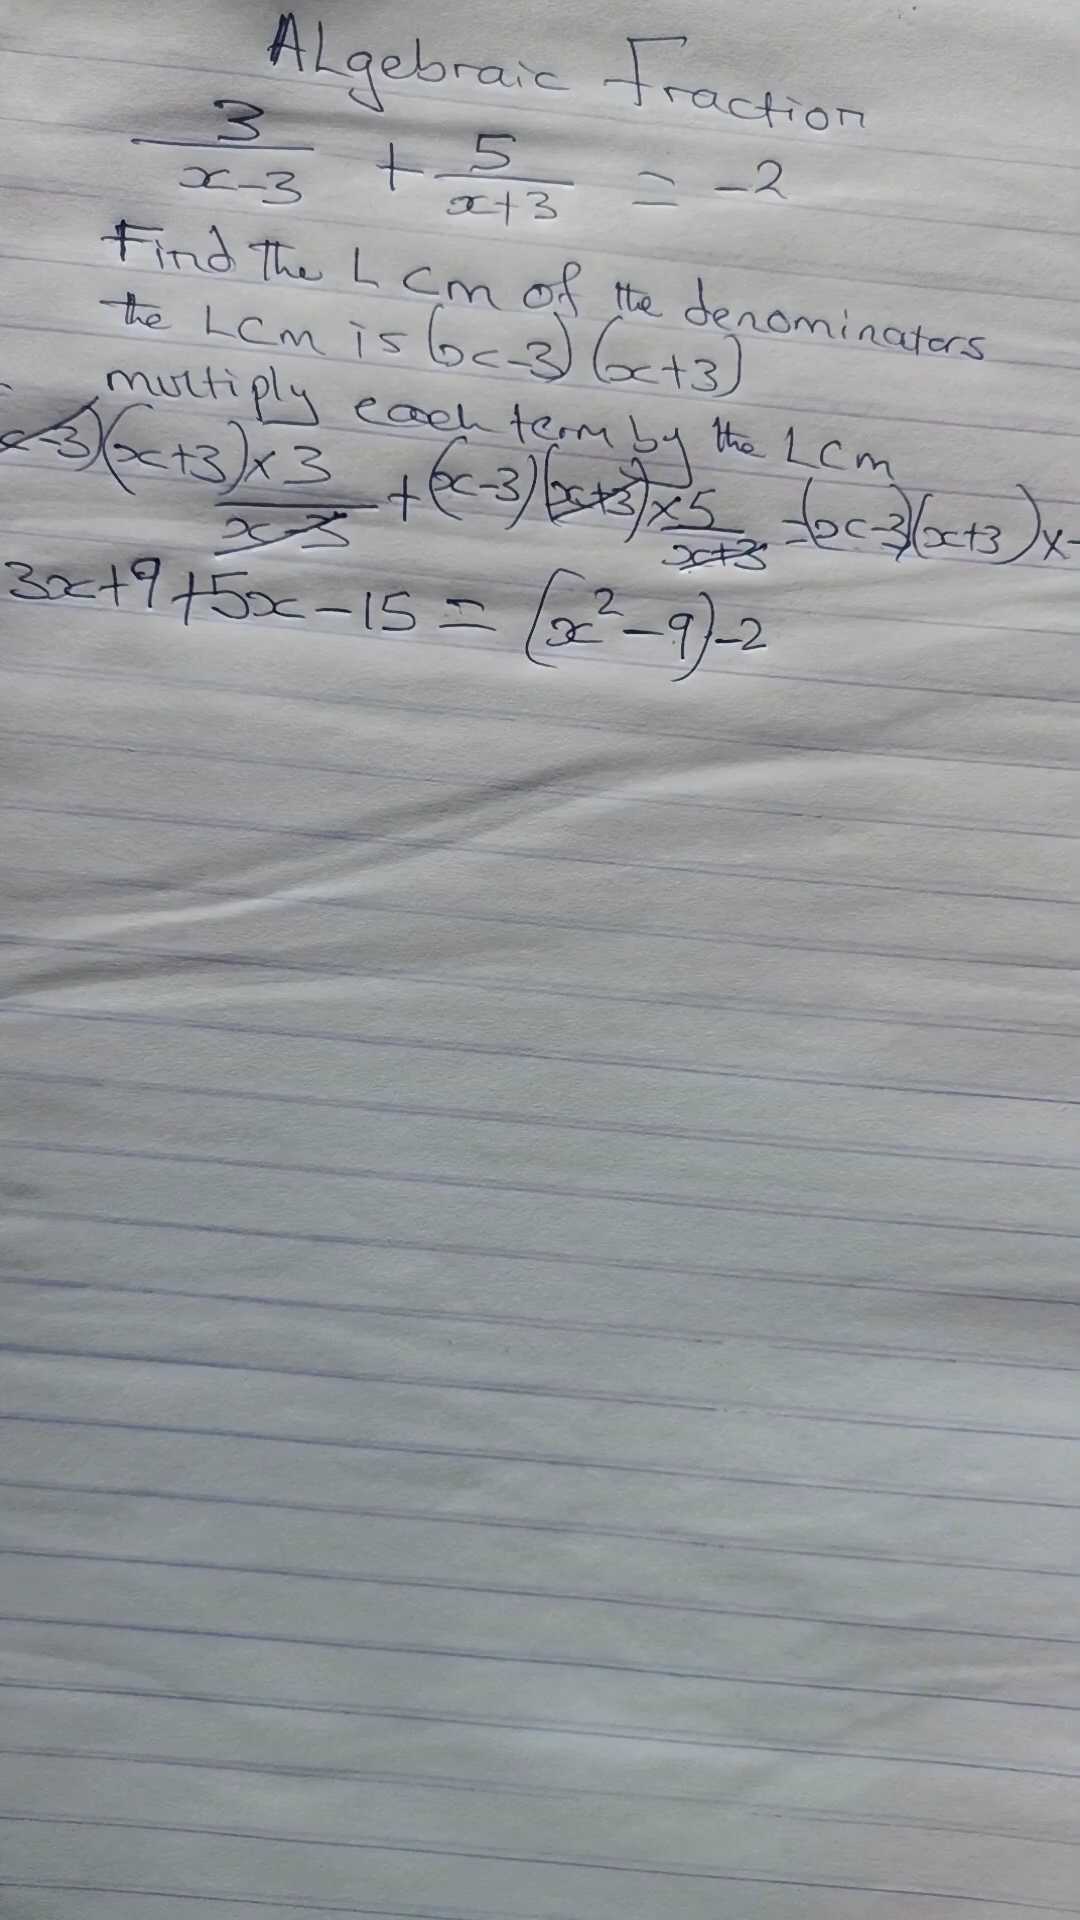 ALgebraic Fraction
3/(x-3) + 5/(x+3) = -2
Find the LCM of the denominators
the LCM is (x-3)(x+3)
multiply each term by the LCM
x-3)(x+3)×3/(x-3) + (x-3)(x+3)×5/(x+3) = (x-3)(x+3)×-
3x+9+5x-15 = (x²-9)-2